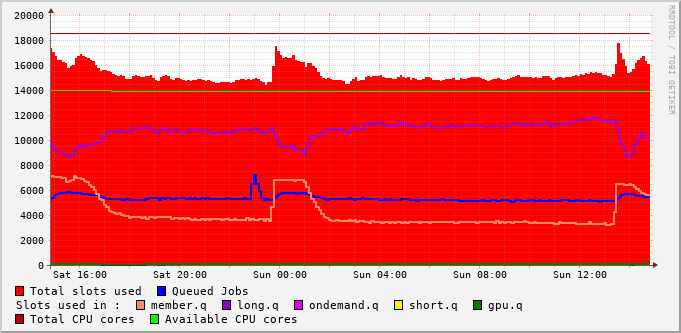 20000
18000
16000
14000
12000
10000
8000
6000
4000
2000
0
Sat 16:00 Sat 20:00 Sun 00:00 Sun 04:00 Sun 08:00 Sun 12:00
Total slots used Queued Jobs
Slots used in : member.q long.q ondemand.q short.q gpu.q
Total CPU cores Available CPU cores
RRDTOOL / TOBI OETIKER